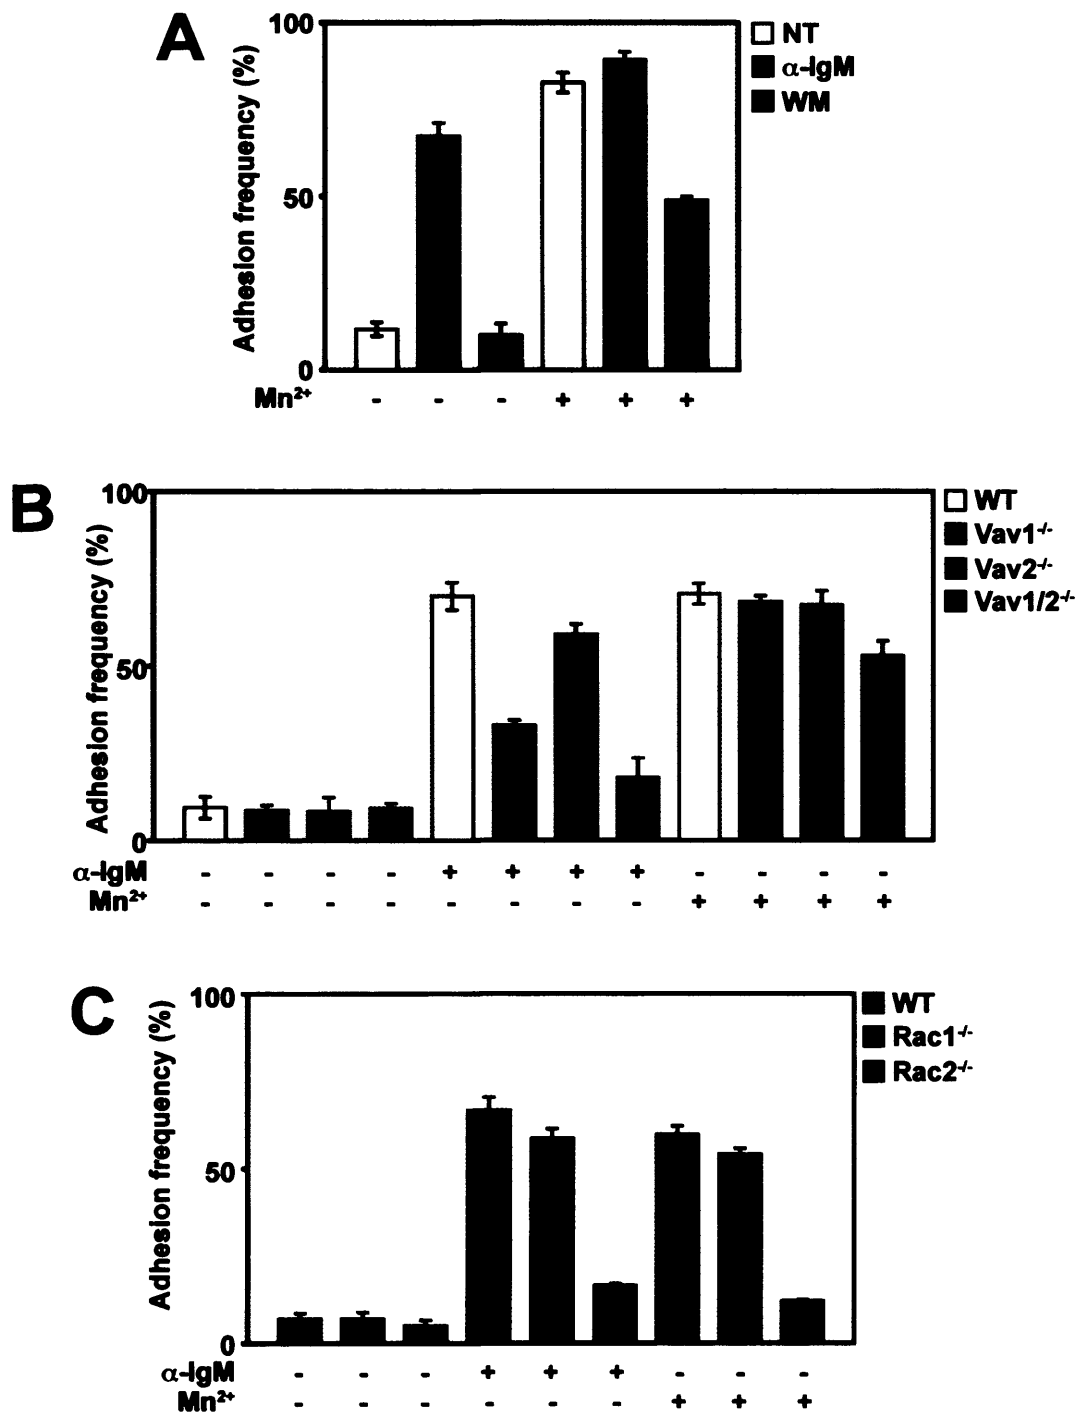 A
Adhesion frequency (%)
100
50
0
NT
α-IgM
WM
Mn²⁺ - - - + + +
B
Adhesion frequency (%)
100
50
0
WT
Vav1⁻/⁻
Vav2⁻/⁻
Vav1/2⁻/⁻
α-IgM - - - - + + + + - - - -
Mn²⁺ - - - - - - - - + + + +
C
Adhesion frequency (%)
100
50
0
WT
Rac1⁻/⁻
Rac2⁻/⁻
α-IgM - - - + + + - - -
Mn²⁺ - - - - - - + + +